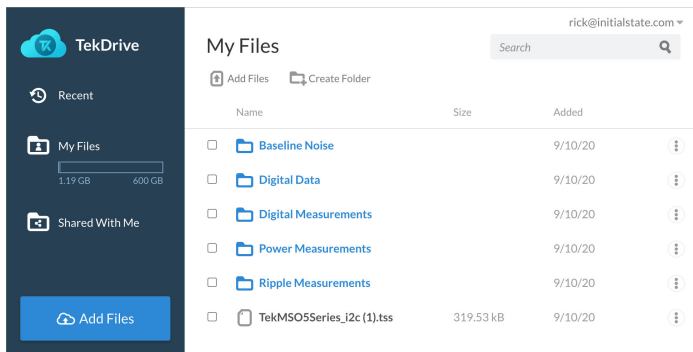 TekDrive
Recent
My Files
1.19 GB 600 GB
Shared With Me
Add Files
rick@initialstate.com
My Files
Search
Add Files Create Folder
Name Size Added
Baseline Noise 9/10/20
Digital Data 9/10/20
Digital Measurements 9/10/20
Power Measurements 9/10/20
Ripple Measurements 9/10/20
TekMSO5Series_i2c (1).tss 319.53 kB 9/10/20